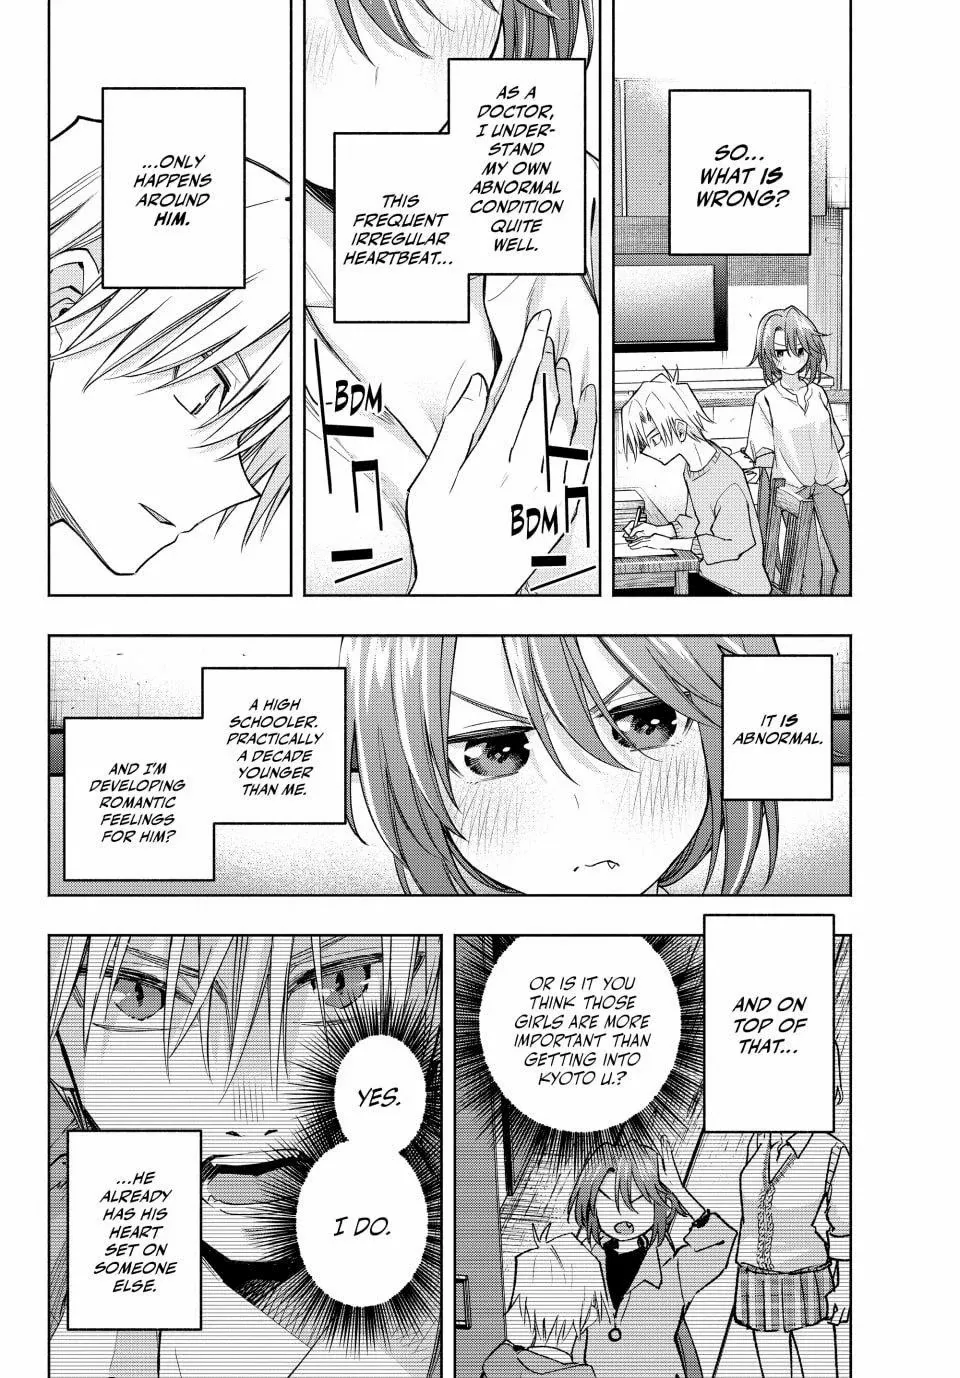 SO...
WHAT IS
WRONG?
AS A
DOCTOR,
I UNDER-
STAND
MY OWN
ABNORMAL
CONDITION
QUITE
WELL.
THIS
FREQUENT
IRREGULAR
HEARTBEAT...
BDM
BDM
...ONLY
HAPPENS
AROUND
HIM.
IT IS
ABNORMAL.
A HIGH
SCHOOLER.
PRACTICALLY
A DECADE
YOUNGER
THAN ME.
AND I'M
DEVELOPING
ROMANTIC
FEELINGS
FOR HIM?
AND ON
TOP OF
THAT...
OR IS IT YOU
THINK THOSE
GIRLS ARE MORE
IMPORTANT THAN
GETTING INTO
KYOTO U.?
YES.
I DO.
...HE
ALREADY
HAS HIS
HEART
SET ON
SOMEONE
ELSE.